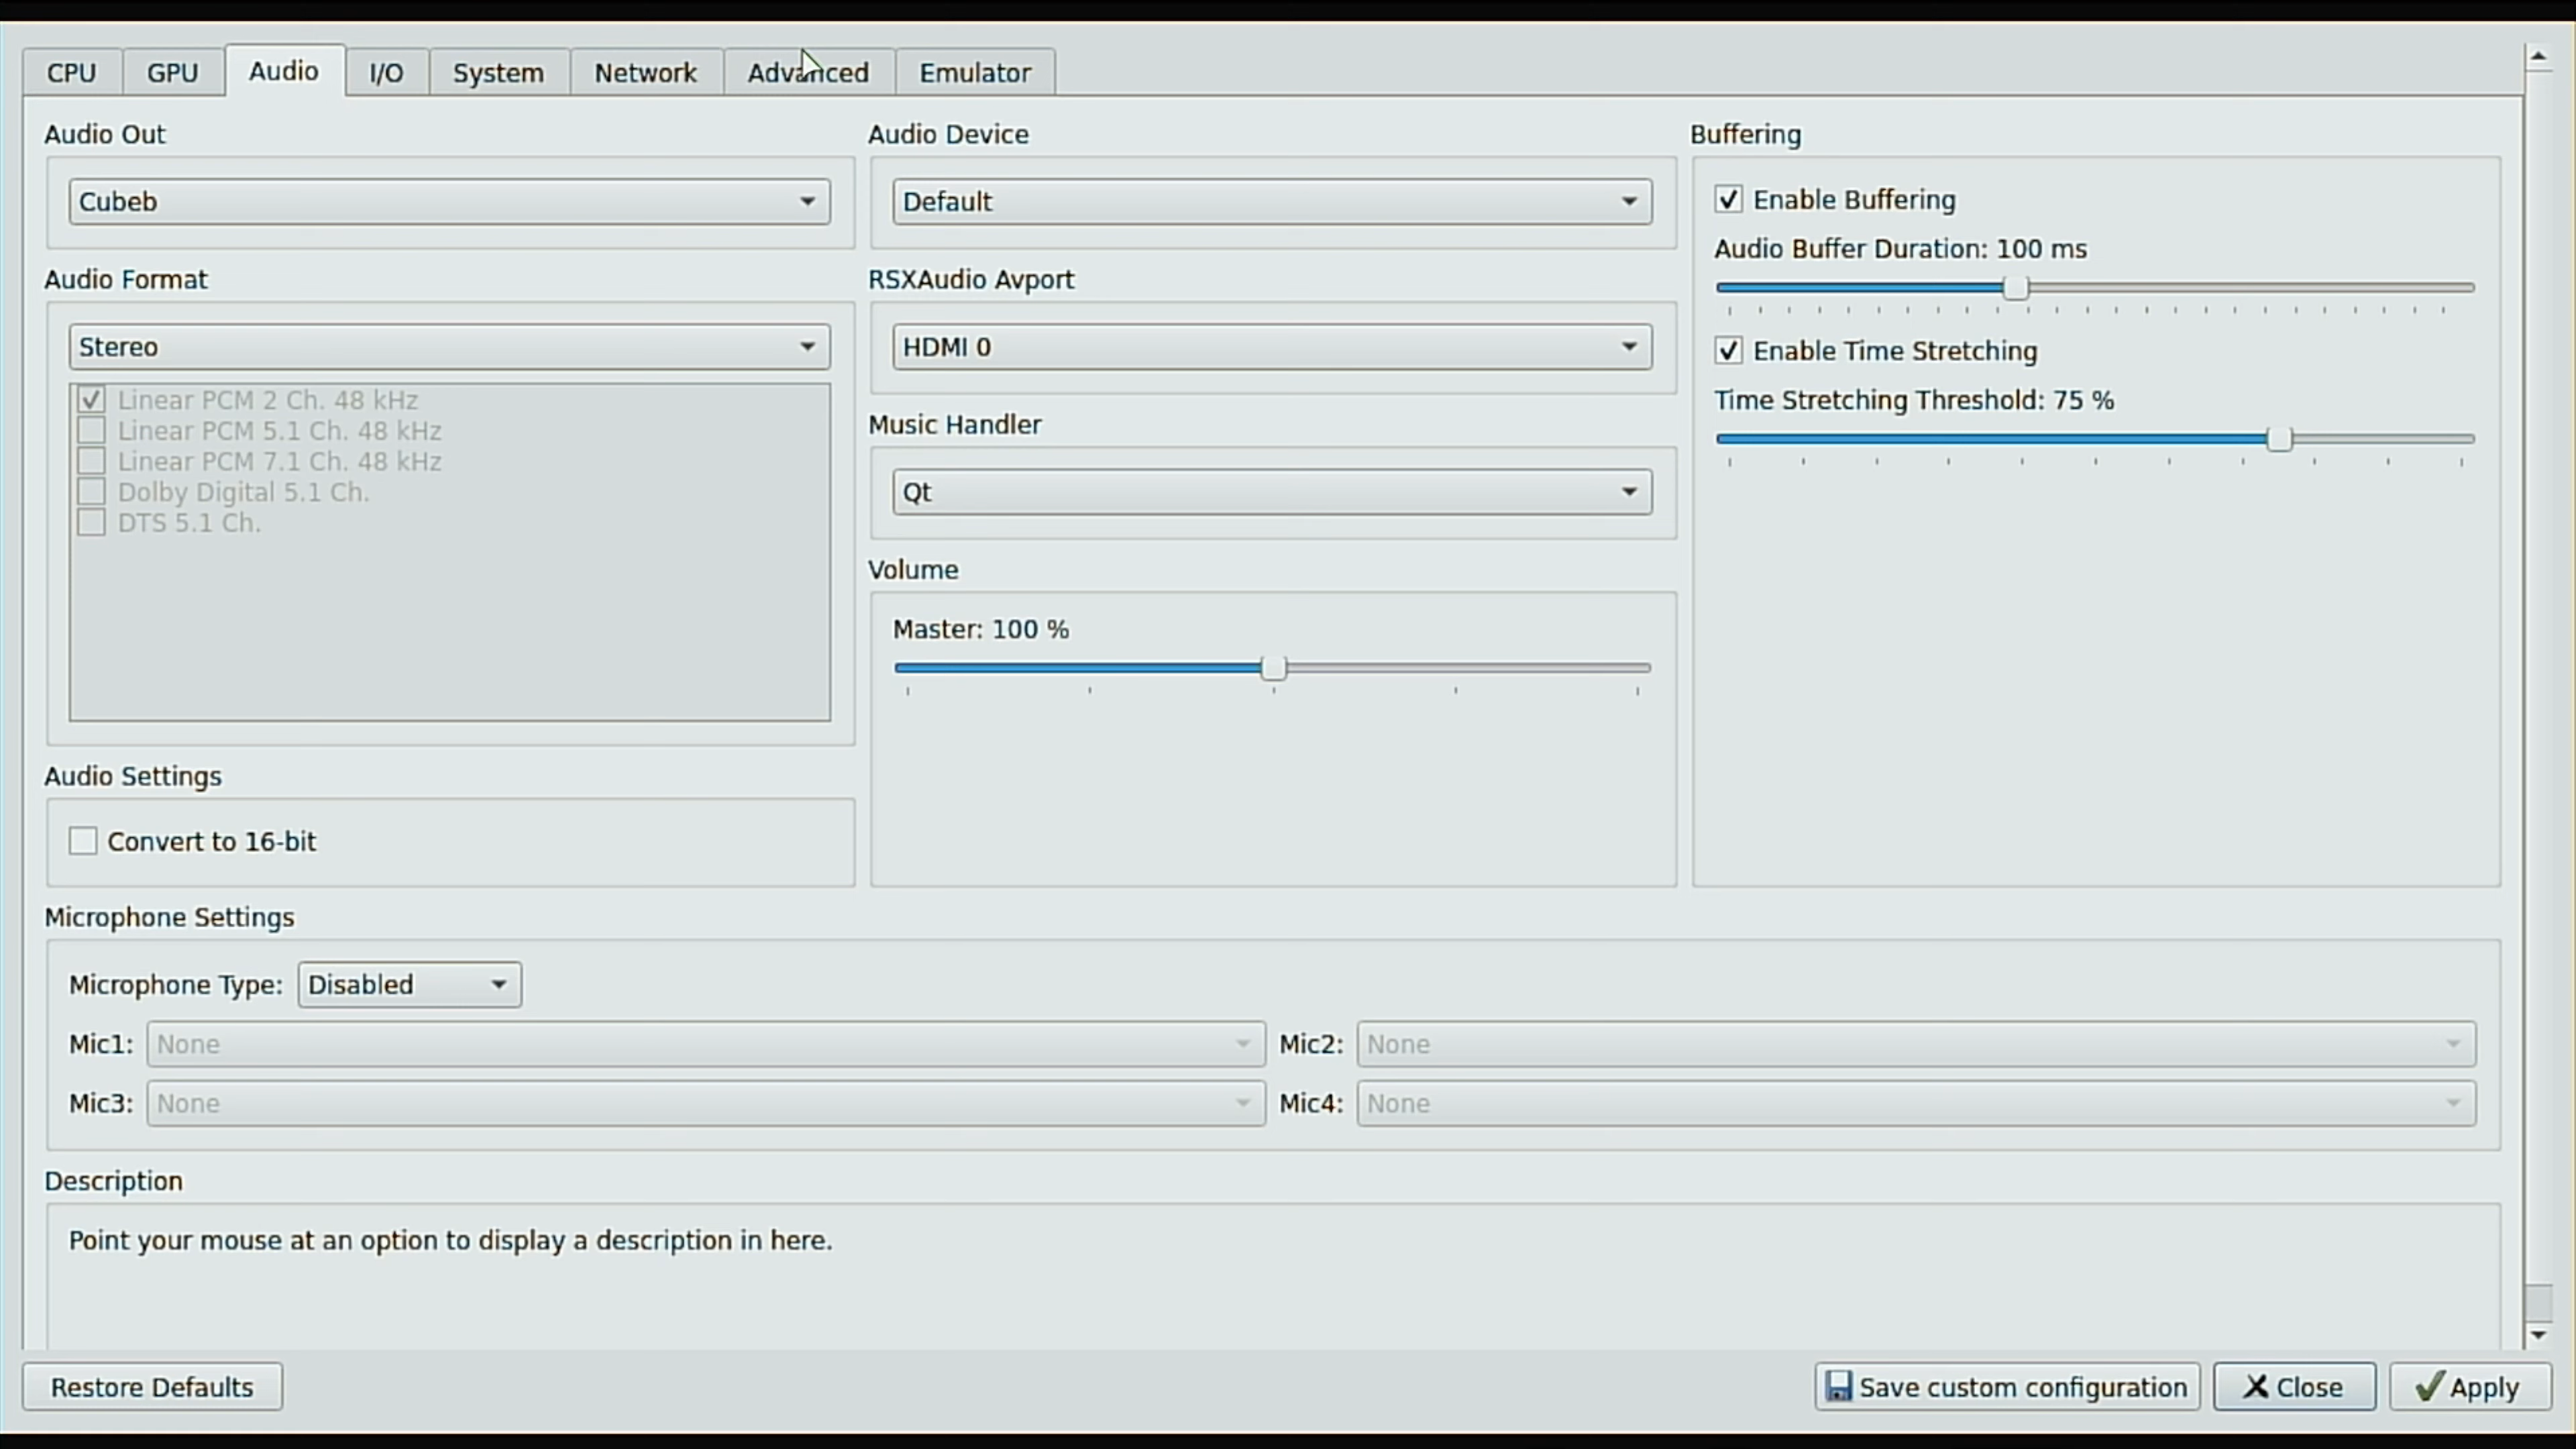 CPU GPU Audio I/O System Network Advanced Emulator
Audio Out
Cubeb
Audio Format
Stereo
Linear PCM 2 Ch. 48 kHz
Linear PCM 5.1 Ch. 48 kHz
Linear PCM 7.1 Ch. 48 kHz
Dolby Digital 5.1 Ch.
DTS 5.1 Ch.
Audio Settings
Convert to 16-bit
Audio Device
Default
RSXAudio Avport
HDMI 0
Music Handler
Qt
Volume
Master: 100 %
Buffering
Enable Buffering
Audio Buffer Duration: 100 ms
Enable Time Stretching
Time Stretching Threshold: 75 %
Microphone Settings
Microphone Type: Disabled
Mic1: None Mic2: None
Mic3: None Mic4: None
Description
Point your mouse at an option to display a description in here.
Restore Defaults Save custom configuration Close Apply